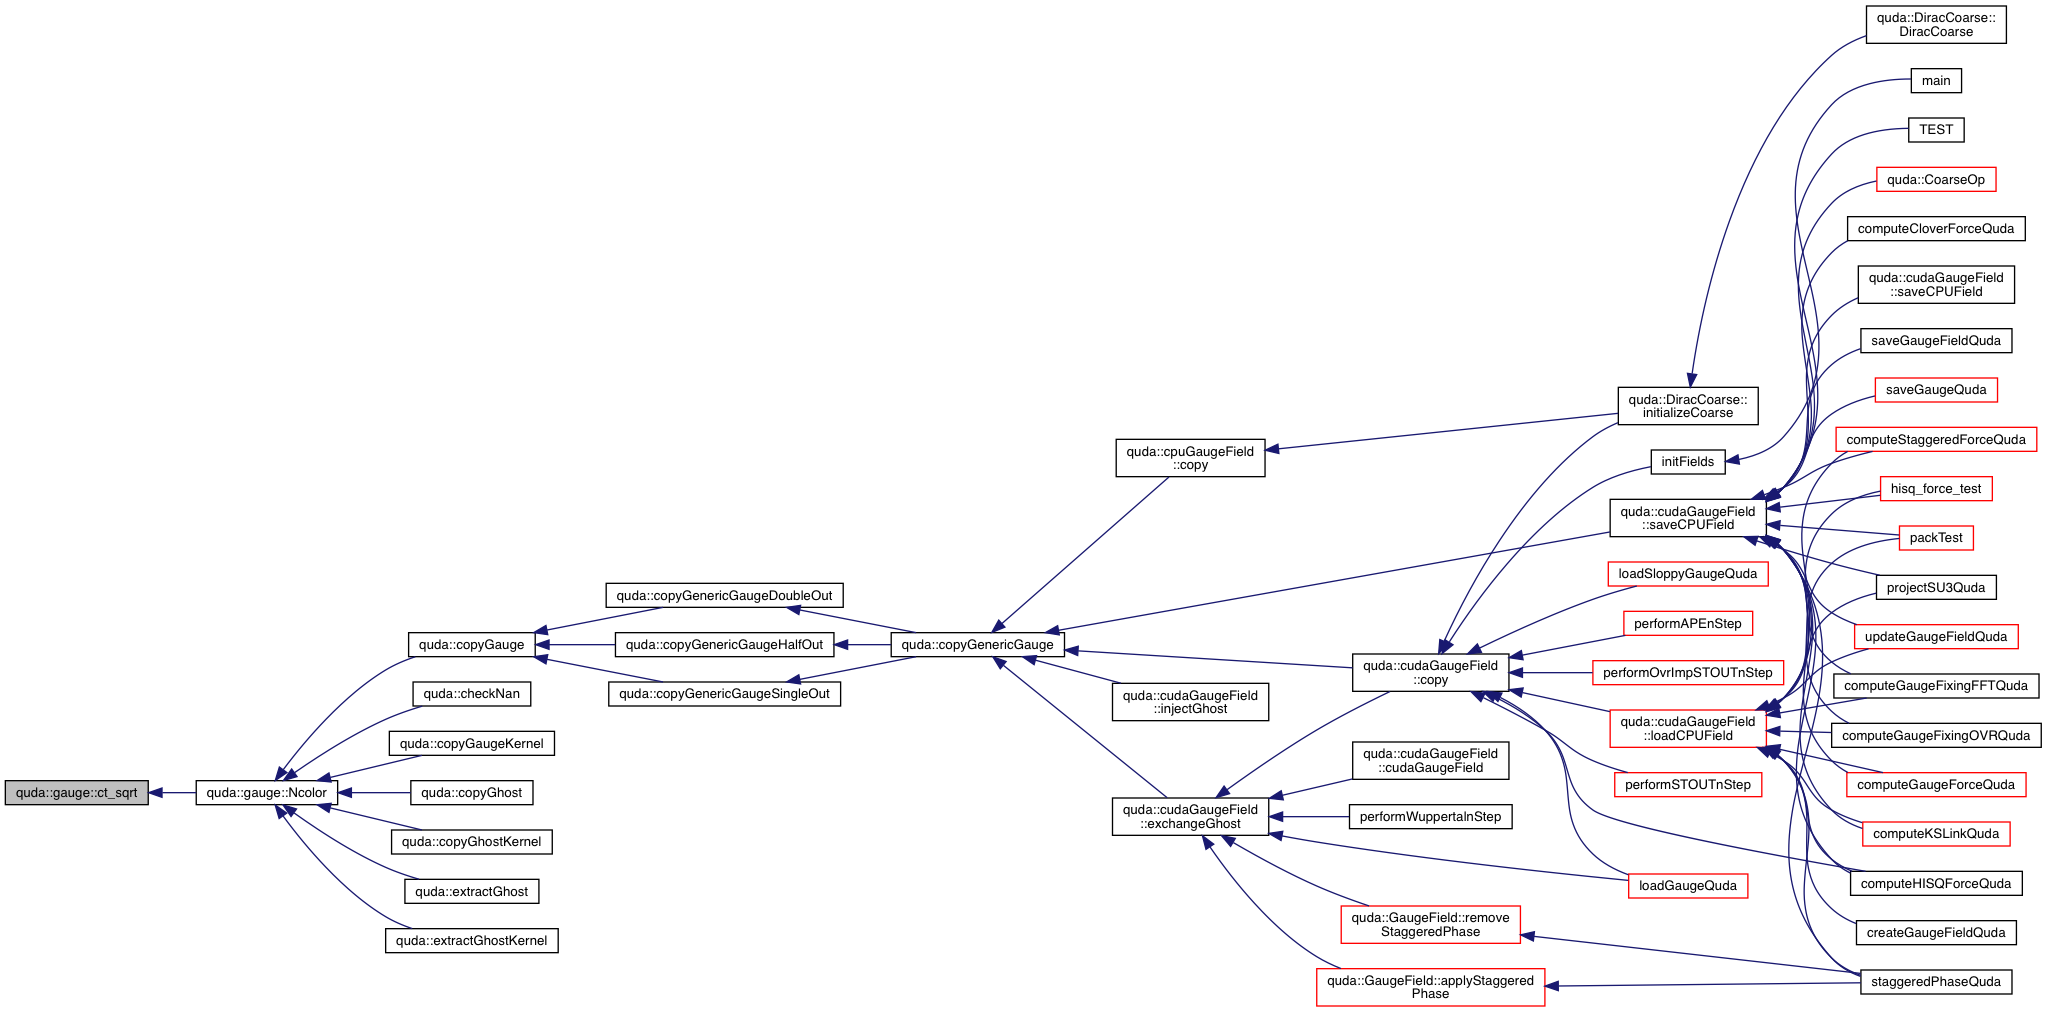 quda::gauge::ct_sqrt
quda::gauge::Ncolor
quda::copyGauge
quda::checkNan
quda::copyGaugeKernel
quda::copyGhost
quda::copyGhostKernel
quda::extractGhost
quda::extractGhostKernel
quda::copyGenericGaugeDoubleOut
quda::copyGenericGaugeHalfOut
quda::copyGenericGaugeSingleOut
quda::copyGenericGauge
quda::cpuGaugeField
::copy
quda::cudaGaugeField
::injectGhost
quda::cudaGaugeField
::exchangeGhost
quda::cudaGaugeField
::copy
quda::cudaGaugeField
::cudaGaugeField
performWuppertalnStep
quda::GaugeField::remove
StaggeredPhase
quda::GaugeField::applyStaggered
Phase
quda::DiracCoarse::
initializeCoarse
initFields
quda::cudaGaugeField
::saveCPUField
loadSloppyGaugeQuda
performAPEnStep
performOvrImpSTOUTnStep
quda::cudaGaugeField
::loadCPUField
performSTOUTnStep
loadGaugeQuda
quda::DiracCoarse::
DiracCoarse
main
TEST
quda::CoarseOp
computeCloverForceQuda
quda::cudaGaugeField
::saveCPUField
saveGaugeFieldQuda
saveGaugeQuda
computeStaggeredForceQuda
hisq_force_test
packTest
projectSU3Quda
updateGaugeFieldQuda
computeGaugeFixingFFTQuda
computeGaugeFixingOVRQuda
computeGaugeForceQuda
computeKSLinkQuda
computeHISQForceQuda
createGaugeFieldQuda
staggeredPhaseQuda